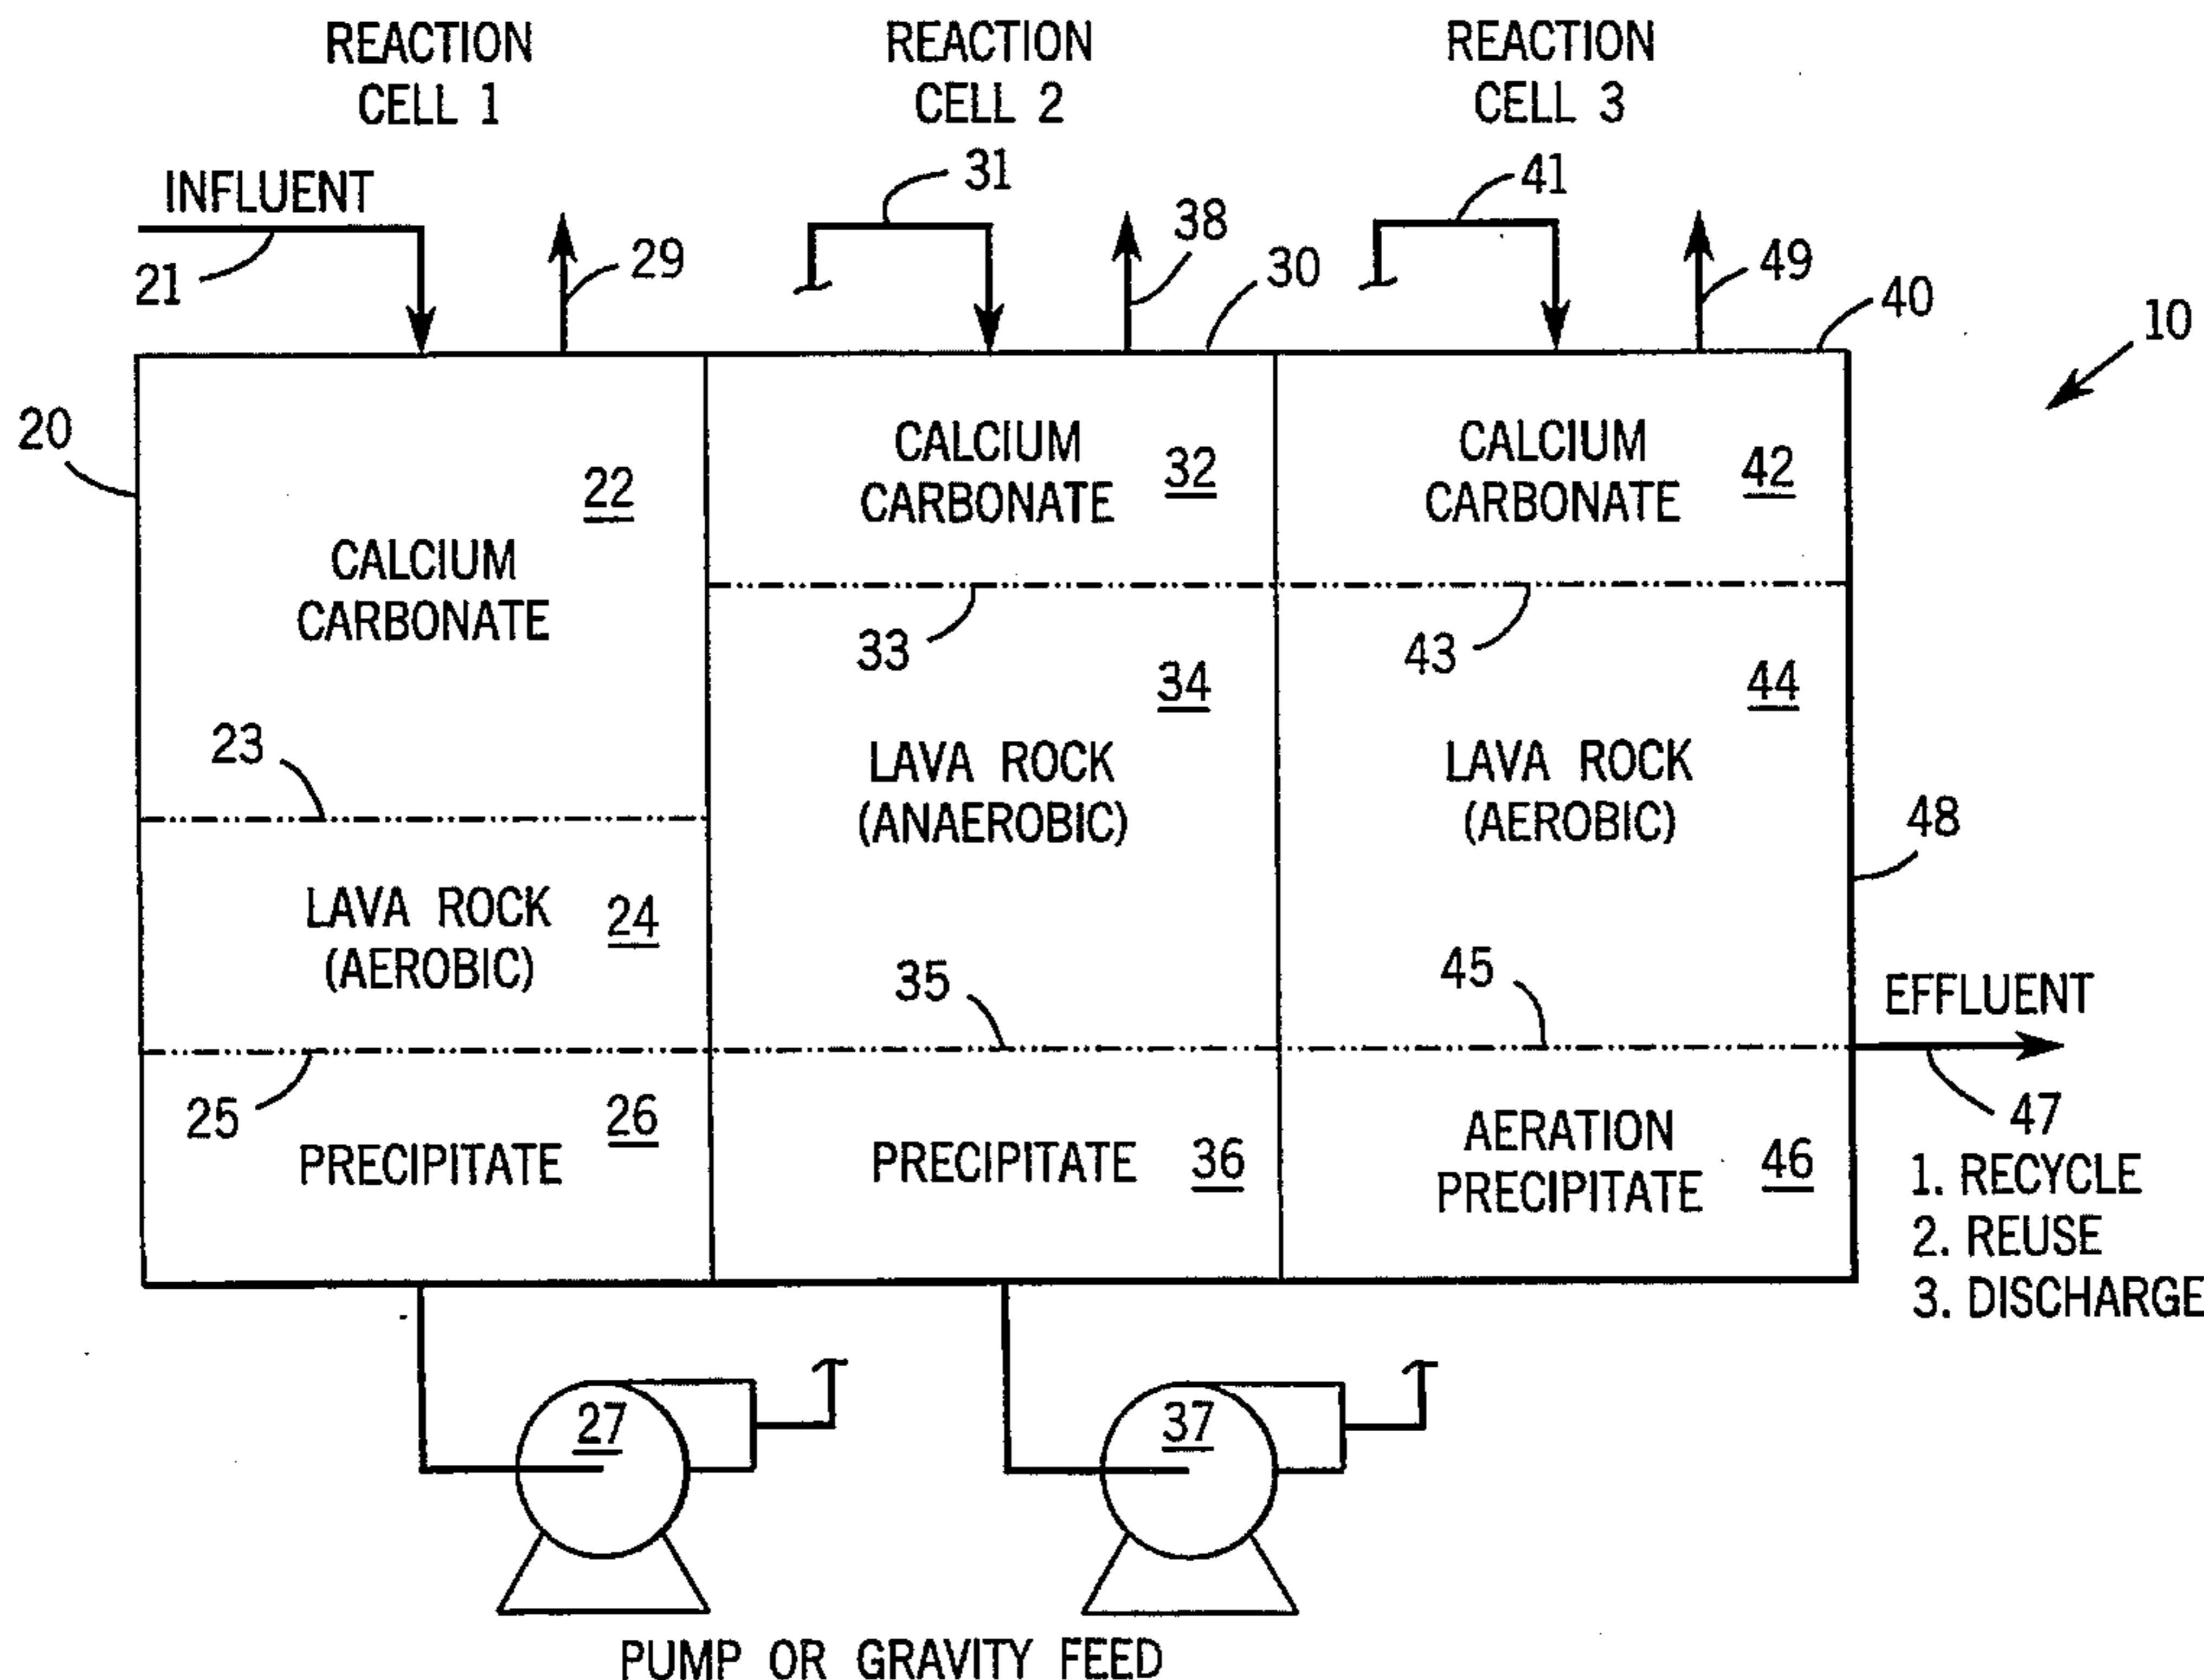 REACTION
CELL 1
REACTION
CELL 2
REACTION
CELL 3
INFLUENT
21
29
31
38
30
41
49
40
10
20
22
CALCIUM
CARBONATE
23
LAVA ROCK
(AEROBIC)
24
25
PRECIPITATE
26
CALCIUM
CARBONATE
32
33
34
LAVA ROCK
(ANAEROBIC)
35
PRECIPITATE
36
CALCIUM
CARBONATE
42
43
44
LAVA ROCK
(AEROBIC)
45
AERATION
PRECIPITATE
46
48
EFFLUENT
47
1. RECYCLE
2. REUSE
3. DISCHARGE
27
37
PUMP OR GRAVITY FEED